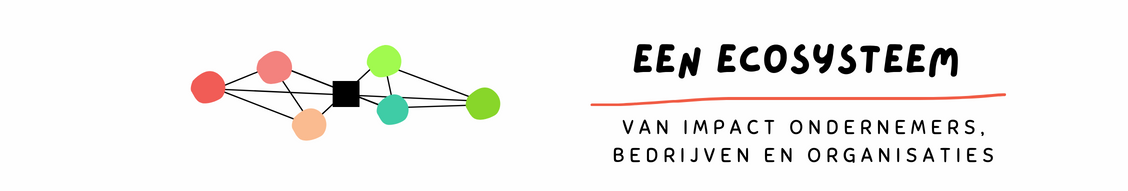 EEN ECOSYSTEEM
VAN IMPACT ONDERNEMERS,
BEDRIJVEN EN ORGANISATIES